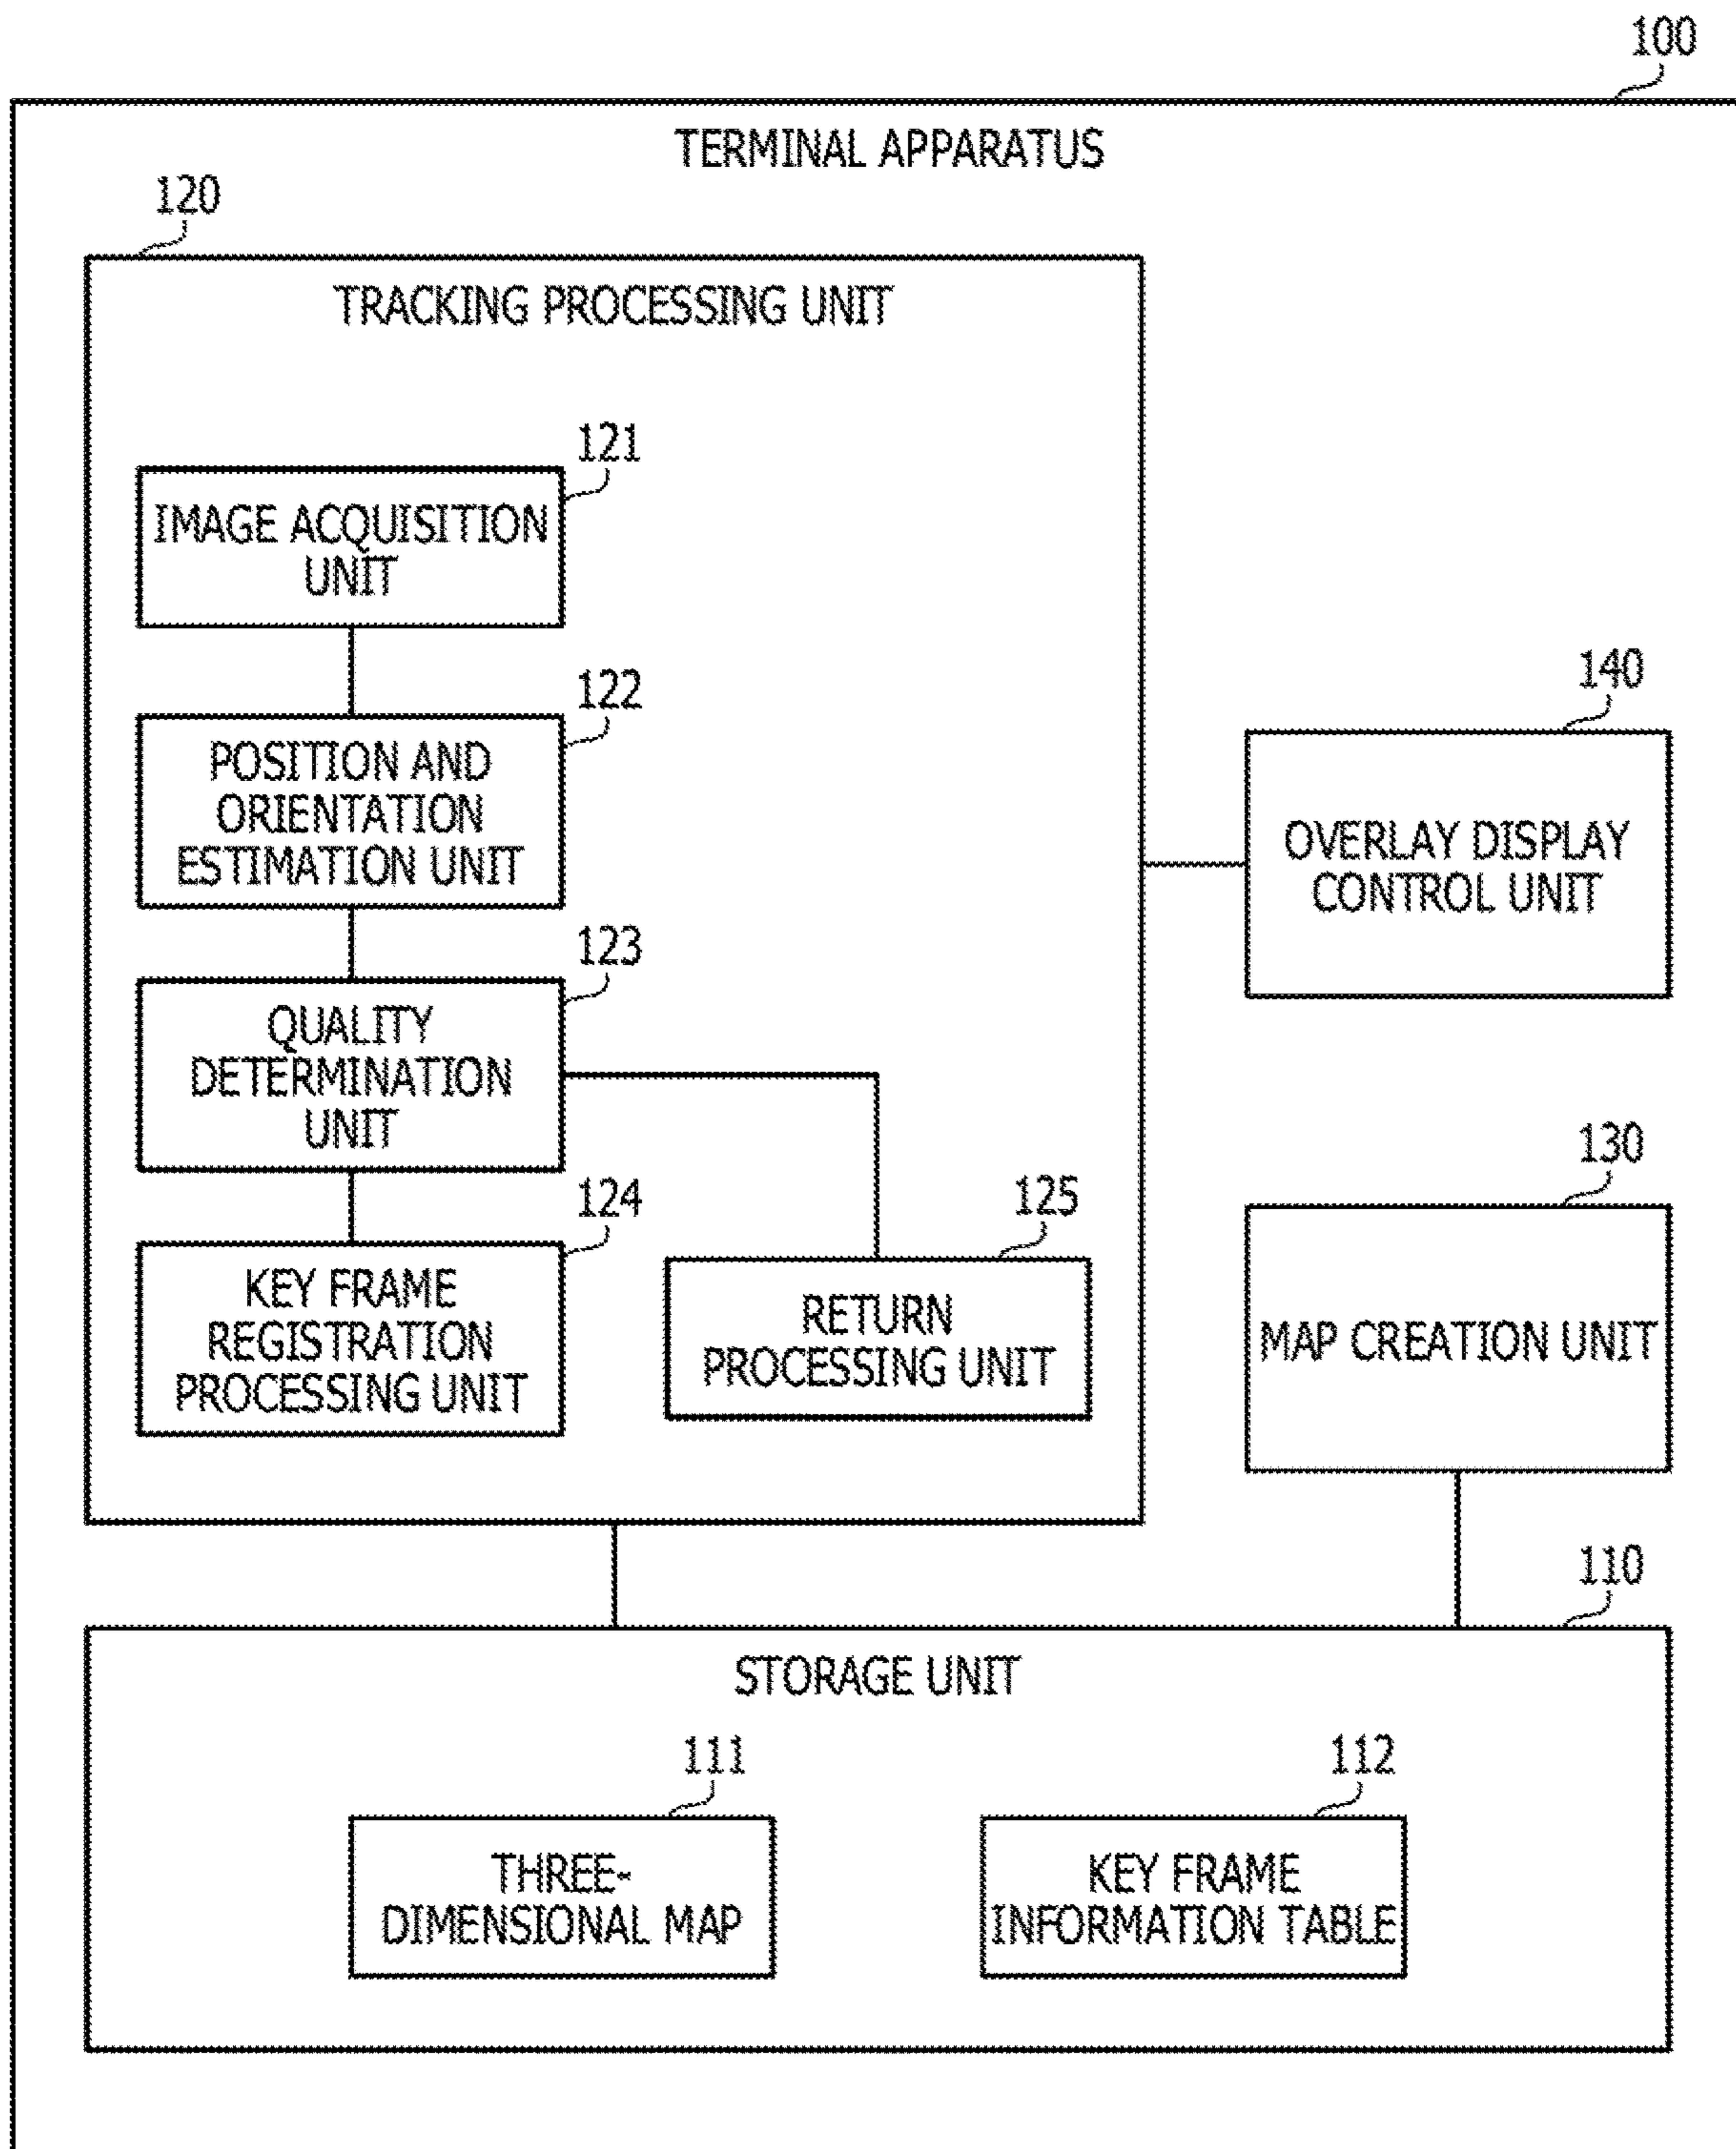 100
TERMINAL APPARATUS
120
TRACKING PROCESSING UNIT
121
IMAGE ACQUISITION
UNIT
122
POSITION AND
ORIENTATION
ESTIMATION UNIT
140
OVERLAY DISPLAY
CONTROL UNIT
123
QUALITY
DETERMINATION
UNIT
130
MAP CREATION UNIT
124
KEY FRAME
REGISTRATION
PROCESSING UNIT
125
RETURN
PROCESSING UNIT
110
STORAGE UNIT
111
THREE-
DIMENSIONAL MAP
112
KEY FRAME
INFORMATION TABLE